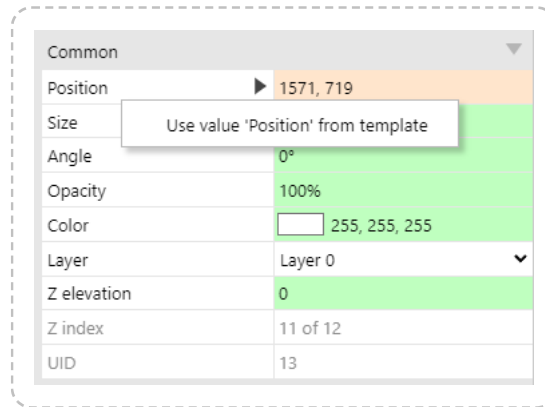 Common
Position 1571, 719
Size
Use value 'Position' from template
Angle 0°
Opacity 100%
Color 255, 255, 255
Layer Layer 0
Z elevation 0
Z index 11 of 12
UID 13